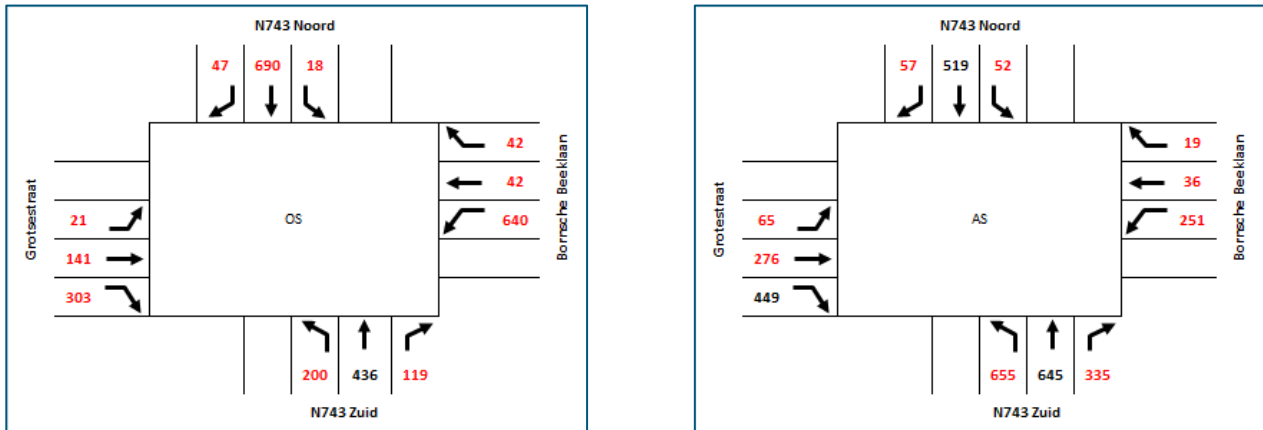 N743 Noord
47 690 18
42
42
640
Grotsestraat
OS
Bornsche Beeklaan
21
141
303
200 436 119
N743 Zuid
N743 Noord
57 519 52
19
36
251
Grotestraat
AS
Bornsche Beeklaan
65
276
449
655 645 335
N743 Zuid